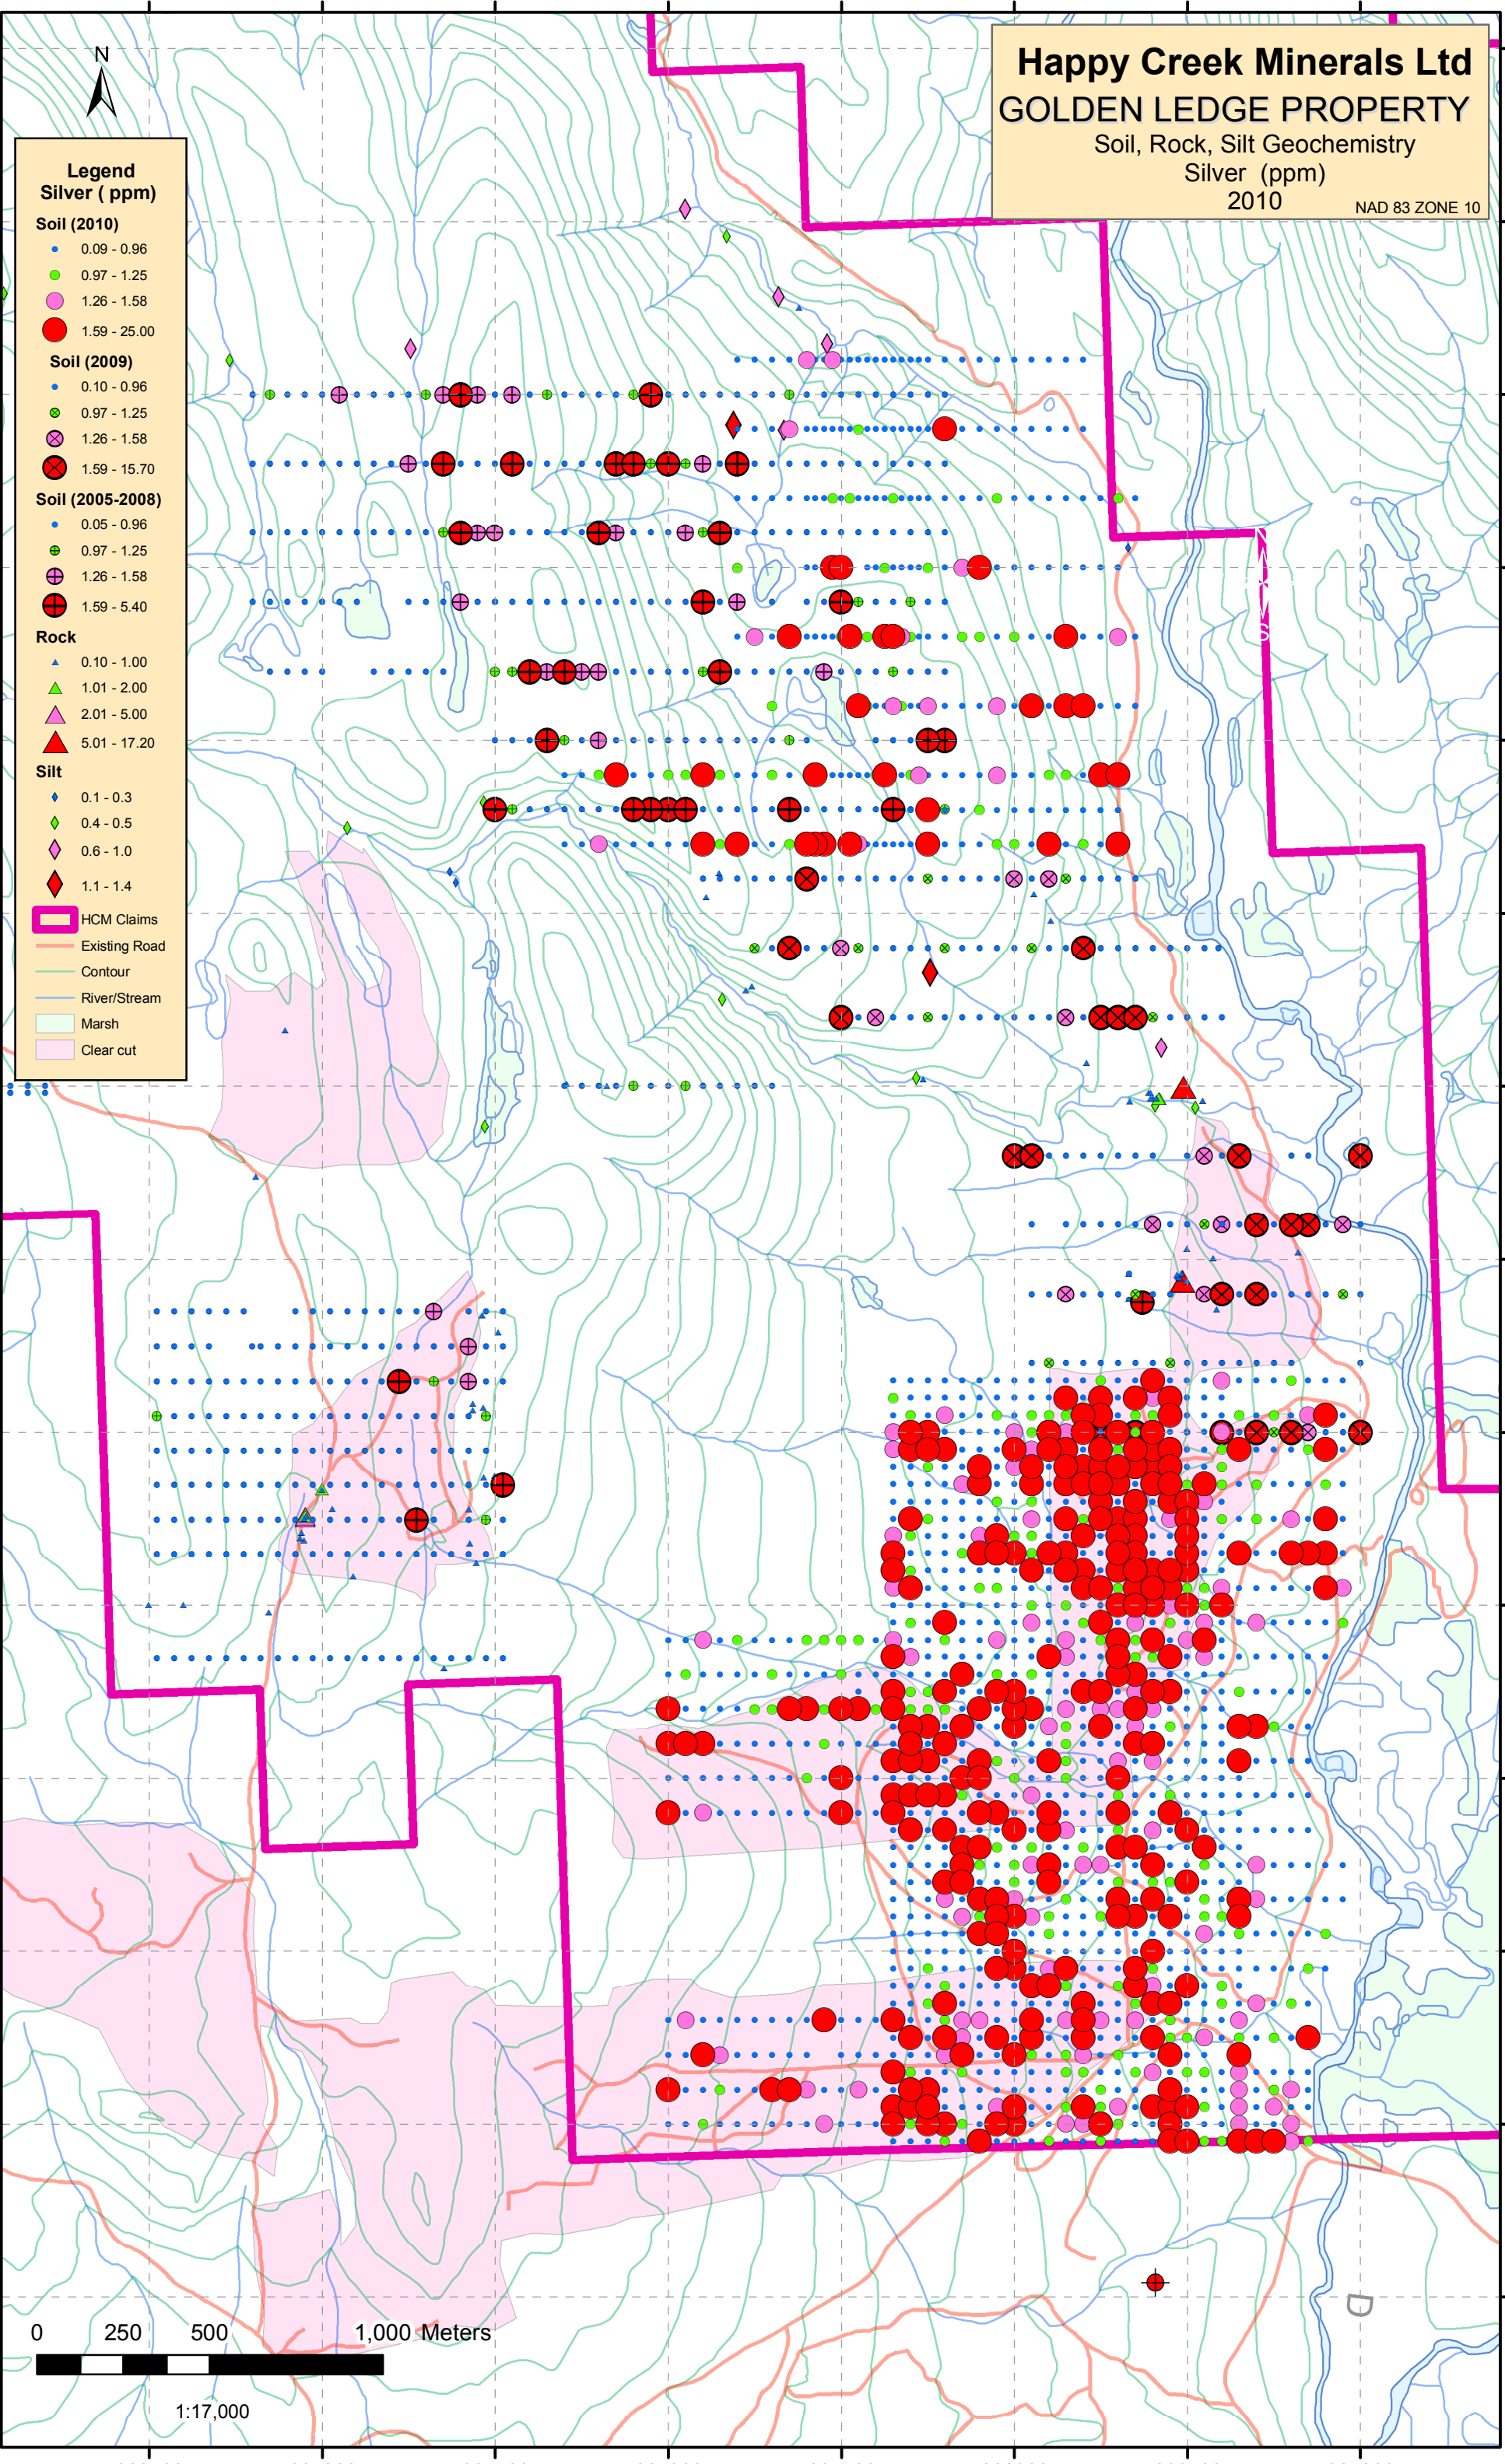 Happy Creek Minerals Ltd
GOLDEN LEDGE PROPERTY
Soil, Rock, Silt Geochemistry
Silver (ppm)
2010
NAD 83 ZONE 10
N
Legend
Silver ( ppm)
Soil (2010)
0.09 - 0.96
0.97 - 1.25
1.26 - 1.58
1.59 - 25.00
Soil (2009)
0.10 - 0.96
0.97 - 1.25
1.26 - 1.58
1.59 - 15.70
Soil (2005-2008)
0.05 - 0.96
0.97 - 1.25
1.26 - 1.58
1.59 - 5.40
Rock
0.10 - 1.00
1.01 - 2.00
2.01 - 5.00
5.01 - 17.20
Silt
0.1 - 0.3
0.4 - 0.5
0.6 - 1.0
1.1 - 1.4
HCM Claims
Existing Road
Contour
River/Stream
Marsh
Clear cut
D
0 250 500 1,000 Meters
1:17,000